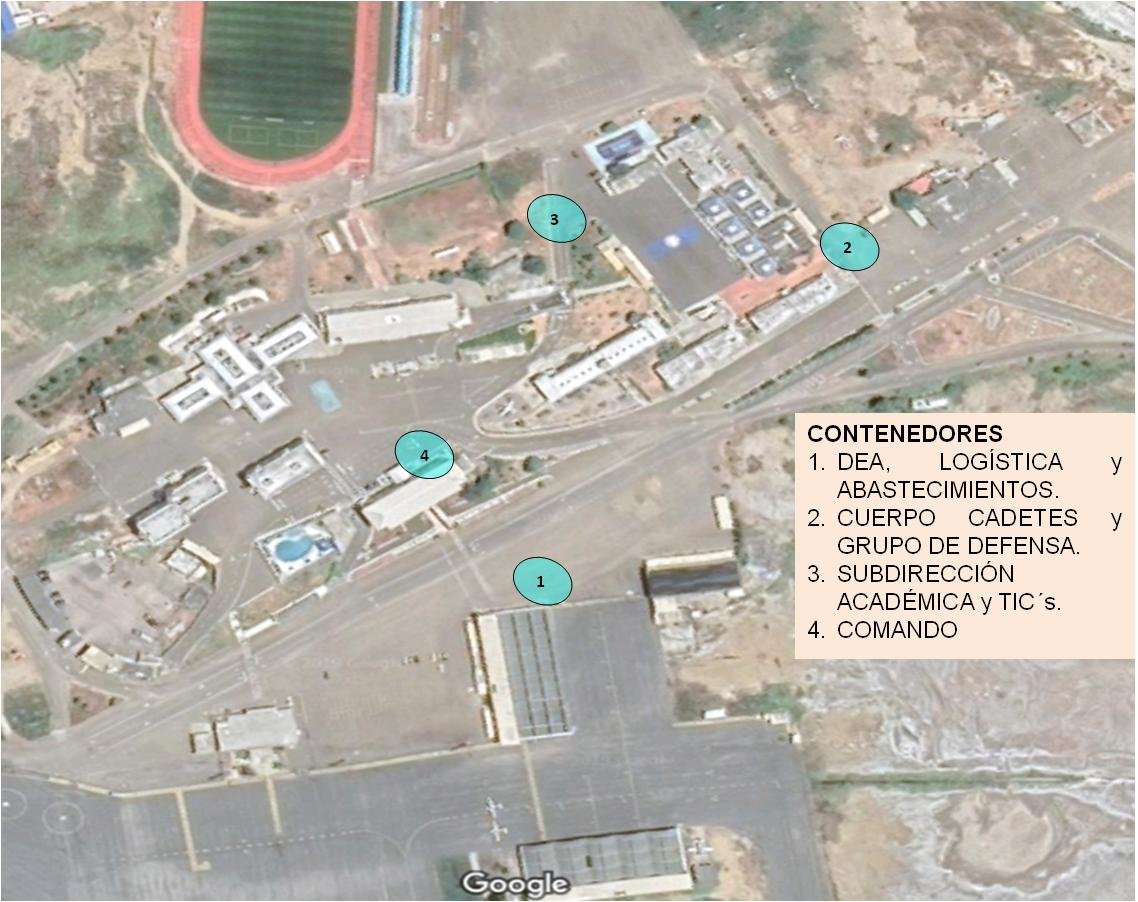 3
2
4
1
CONTENEDORES
1. DEA, LOGÍSTICA y
ABASTECIMIENTOS.
2. CUERPO CADETES y
GRUPO DE DEFENSA.
3. SUBDIRECCIÓN
ACADÉMICA y TIC´s.
4. COMANDO
Google